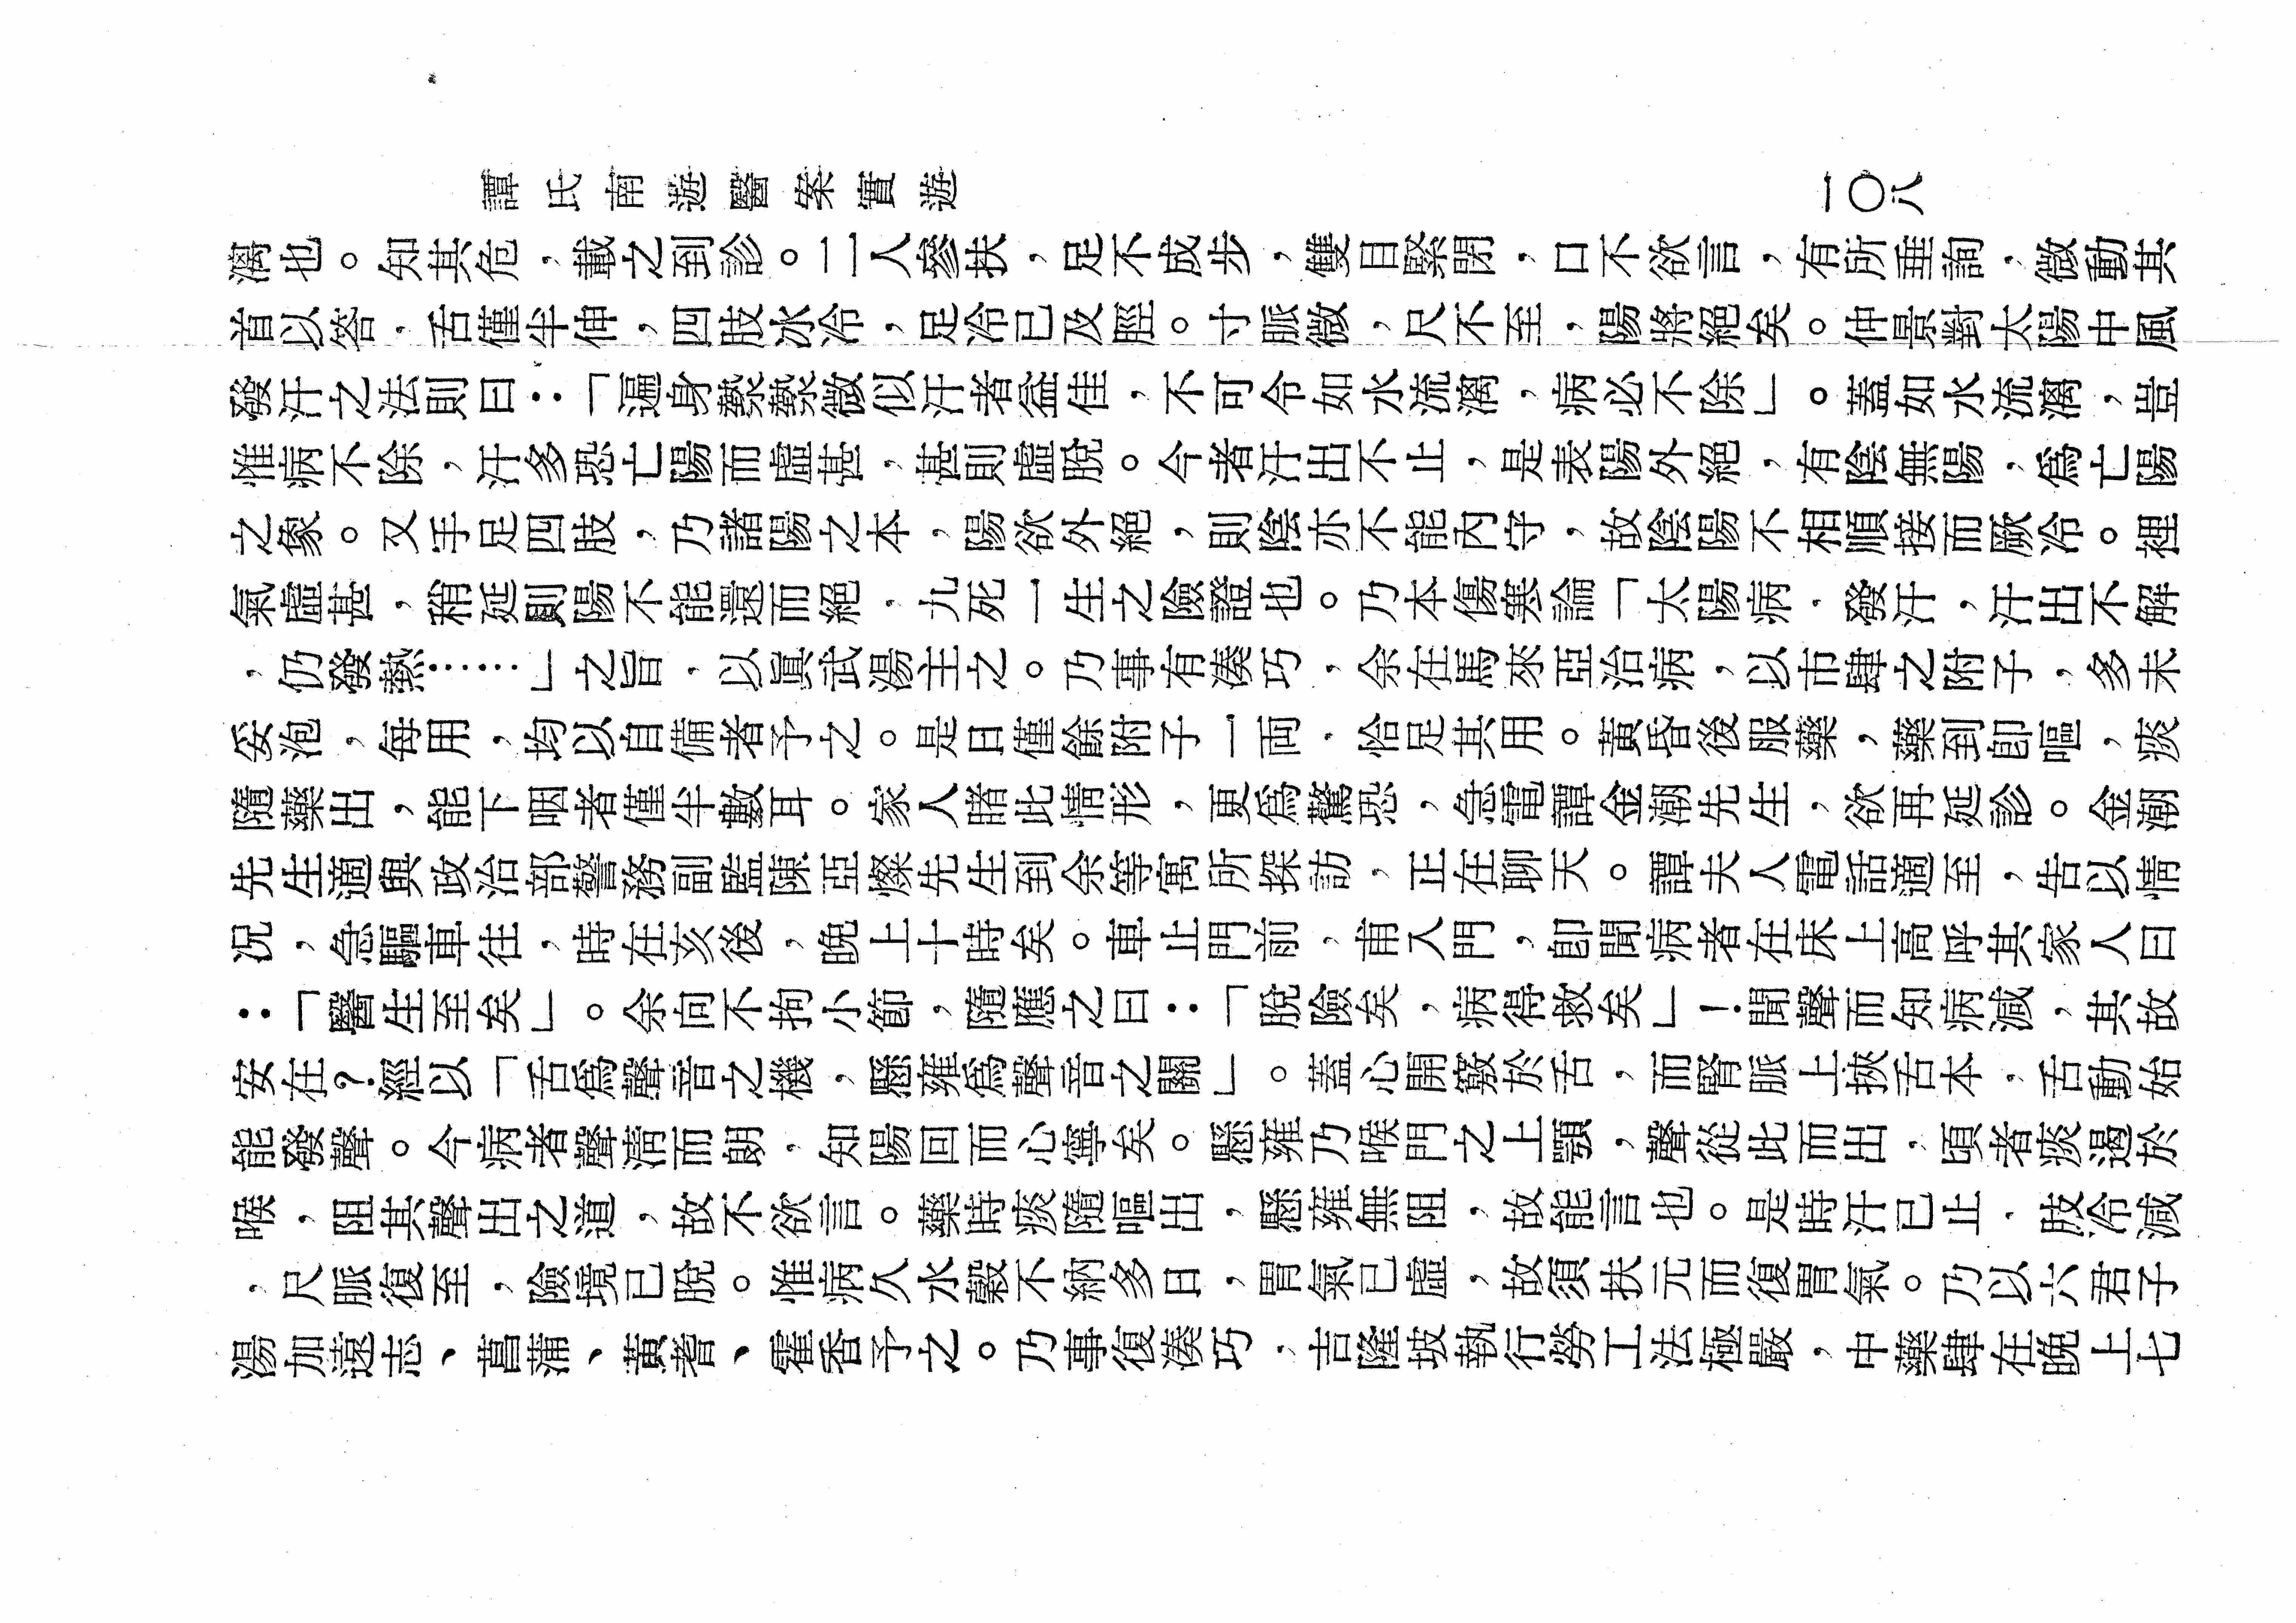 譚氏南遊醫案實遊
一〇八
漓也。知其危，載之到診。二人參扶，足不成步，雙目緊閉，口不欲言，有所垂詢，微動其
首以答，舌僅半伸，四肢冰冷，足冷已及脛。寸脈微，尺不至，陽將絕矣。仲景對太陽中風
發汗之法則曰：「遍身漐漐微似汗者益佳，不可令如水流漓，病必不除」。蓋如水流漓，豈
惟病不除，汗多恐亡陽而虛甚，甚則虛脫。今者汗出不止，是表陽外絕，有陰無陽，爲亡陽
之象。又手足四肢，乃諸陽之本，陽欲外絕，則陰亦不能內守，故陰陽不相順接而厥冷。裡
氣虛甚，稍延則陽不能還而絕，九死一生之險證也。乃本傷寒論「太陽病，發汗，汗出不解
，仍發熱……」之旨，以眞武湯主之。乃事有湊巧，余在馬來亞治病，以市肆之附子，多未
妥泡，每用，均以自備者予之。是日僅餘附子一両，恰足其用。黃昏後服藥，藥到卽嘔，痰
隨藥出，能下咽者僅半數耳。家人睹此情形，更爲驚恐，急電譚金潮先生，欲再延診。金潮
先生適與政治部警務副監陳亞燦先生到余等寓所探訪，正在聊天。譚夫人電話適至，告以情
況，急驅車往，時在亥後，晚上十時矣。車止門前，甫入門，卽聞病者在床上高呼其家人曰
：「醫生至矣」。余向不拘小節，隨應之曰：「脫險矣，病得救矣」！聞聲而知病減，其故
安在？經以「舌爲聲音之機，懸雍爲聲音之關」。蓋心開竅於舌，而腎脈上挾舌本，舌動始
能發聲。今病者聲淸而朗，知陽回而心寧矣。懸雍乃喉門之上顎，聲從此而出，頃者痰遏於
喉，阻其聲出之道，故不欲言。藥時痰隨嘔出，懸雍無阻，故能言也。是時汗已止，肢冷減
，尺脈復至，險境已脫。惟病久水穀不納多日，胃氣已虛，故須扶元而復胃氣。乃以六君子
湯加遠志、菖蒲、黃耆、霍香予之。乃事復湊巧，吉隆坡執行勞工法極嚴，中藥肆在晚上七